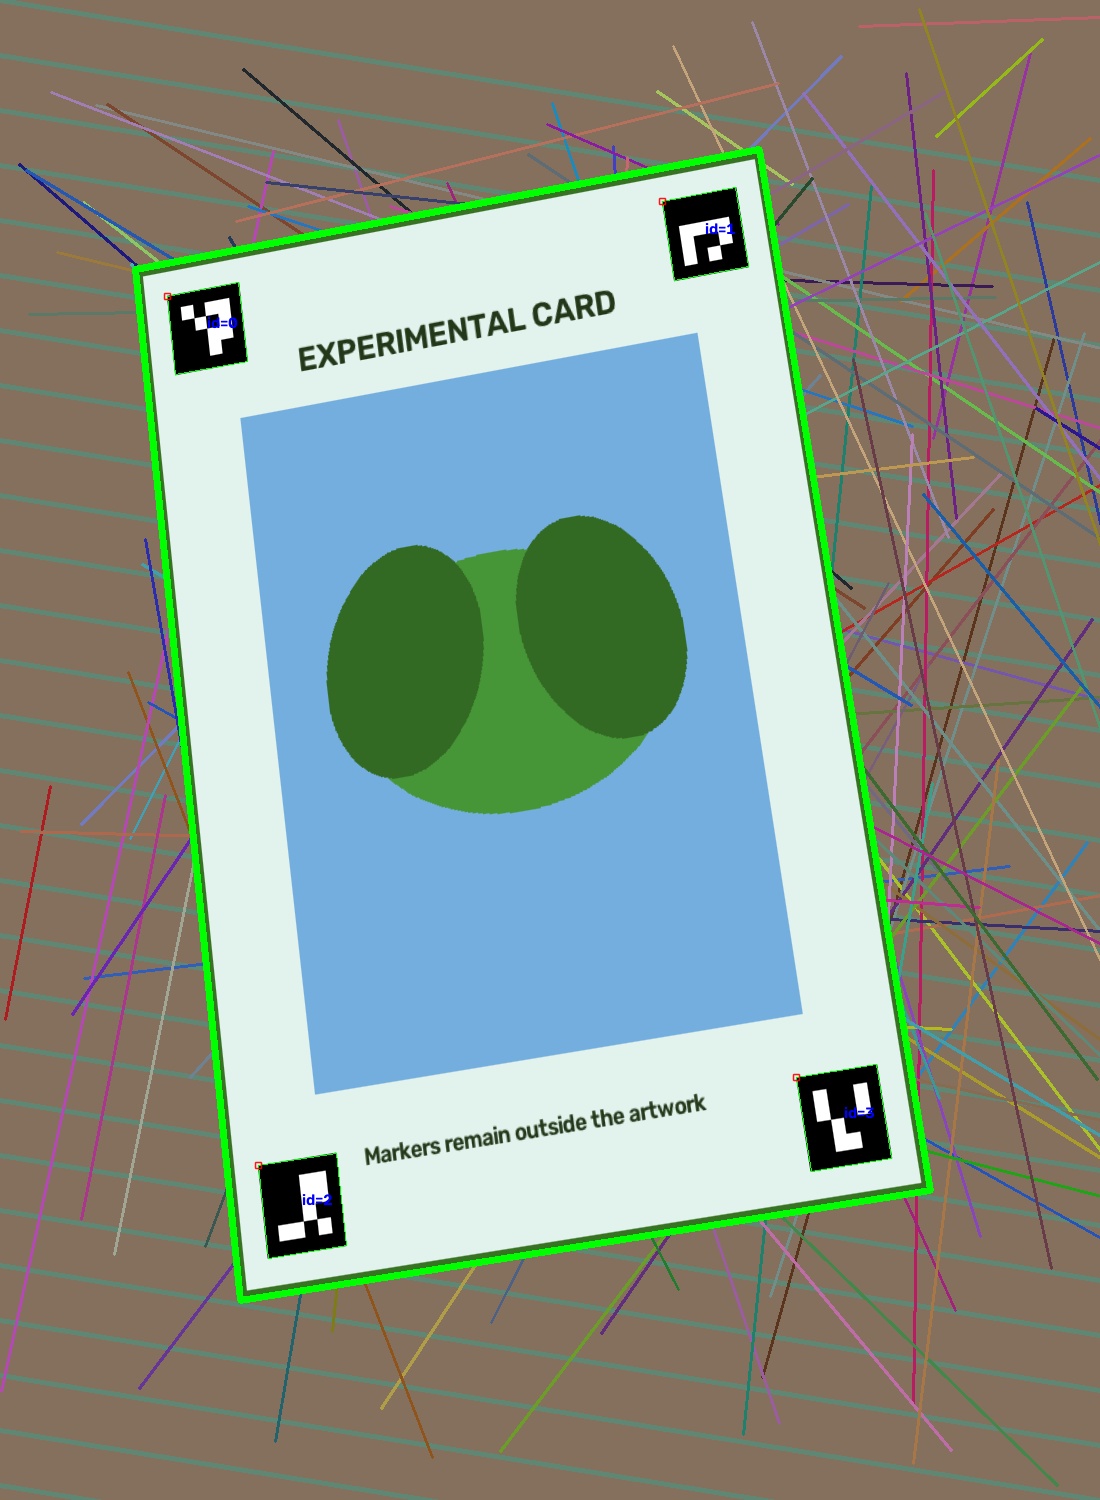 id=1
id=0
EXPERIMENTAL CARD
Markers remain outside the artwork
id=3
id=2